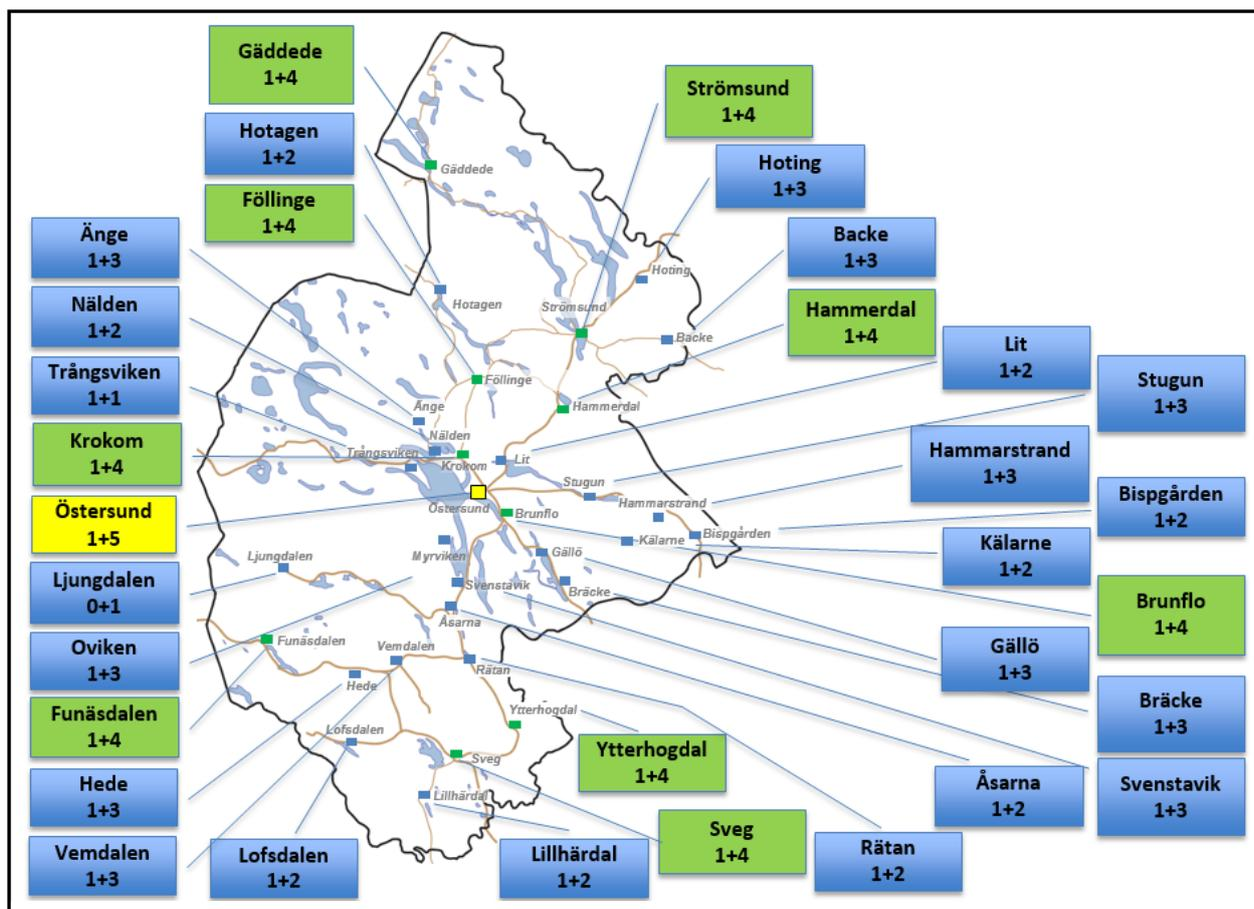 Gäddede
1+4
Hotagen
1+2
Föllinge
1+4
Änge
1+3
Nälden
1+2
Trångsviken
1+1
Krokom
1+4
Östersund
1+5
Ljungdalen
0+1
Oviken
1+3
Funäsdalen
1+4
Hede
1+3
Vemdalen
1+3
Lofsdalen
1+2
Lillhärdal
1+2
Sveg
1+4
Rätan
1+2
Ytterhogdal
1+4
Strömsund
1+4
Hoting
1+3
Backe
1+3
Hammerdal
1+4
Lit
1+2
Stugun
1+3
Hammarstrand
1+3
Bispgården
1+2
Kälarne
1+2
Brunflo
1+4
Gällö
1+3
Bräcke
1+3
Åsarna
1+2
Svenstavik
1+3
Gäddede
Hoting
Hotagen
Strömsund
Backe
Föllinge
Änge
Hammerdal
Nälden
Trångsviken
Krokom
Lit
Stugun
Östersund
Brunflo
Hammarstrand
Bispgården
Kälarne
Myrviken
Gällö
Ljungdalen
Svenstavik
Bräcke
Åsarna
Funäsdalen
Vemdalen
Rätan
Hede
Ytterhogdal
Lofsdalen
Sveg
Lillhärdal